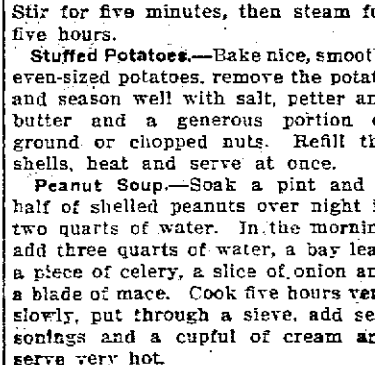 Stir for five minutes, then steam fo
five hours.
Stuffed Potatoes.—Bake nice, smoot
even-sized potatoes, remove the potat
and season well with salt, petter an
butter and a generous portion o
ground or chopped nuts. Refill th
shells, heat and serve at once.
Peanut Soup.—Soak a pint and
half of shelled peanuts over night i
two quarts of water. In the mornin
add three quarts of water, a bay lea
a piece of celery, a slice of onion an
a blade of mace. Cook five hours ver
slowly, put through a sieve, add sea
sonings and a cupful of cream an
serve very hot.